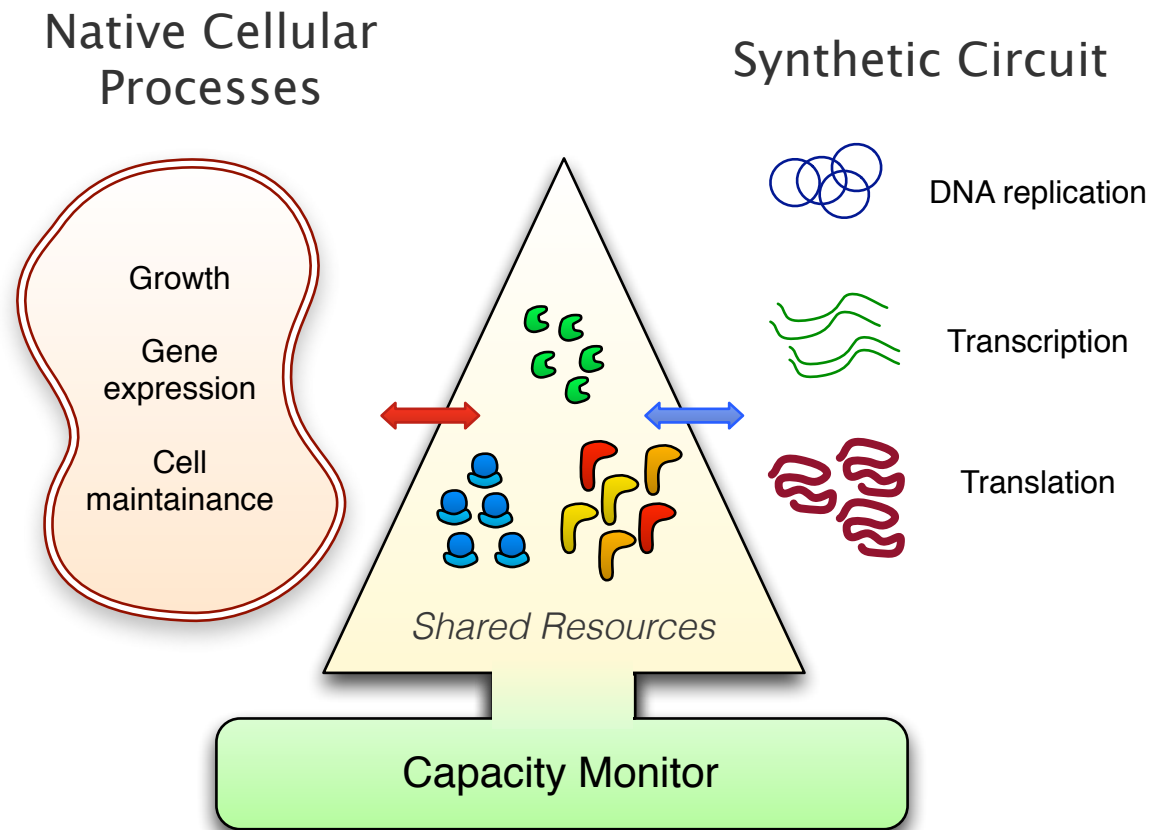 Native Cellular
Processes
Growth
Gene
expression
Cell
maintainance
Synthetic Circuit
DNA replication
Transcription
Translation
Shared Resources
Capacity Monitor